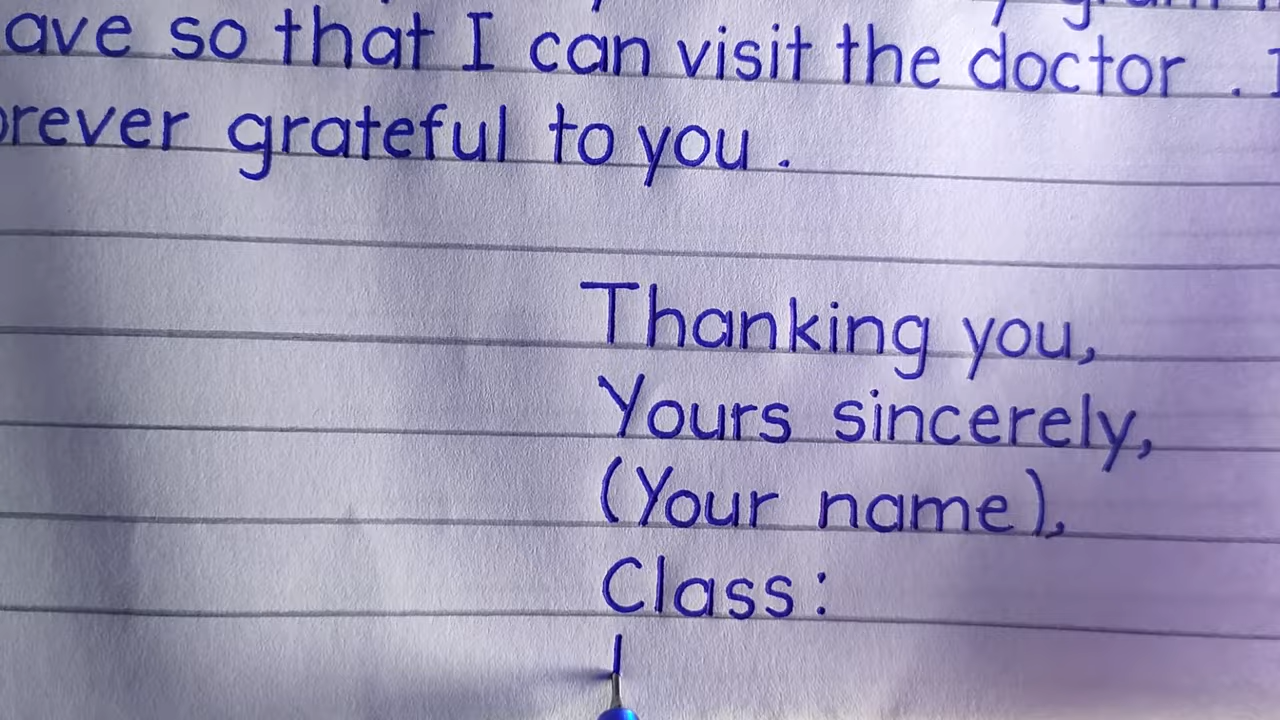 ave so that I can visit the doctor .
rever grateful to you .
Thanking you,
Yours sincerely,
(Your name),
Class: